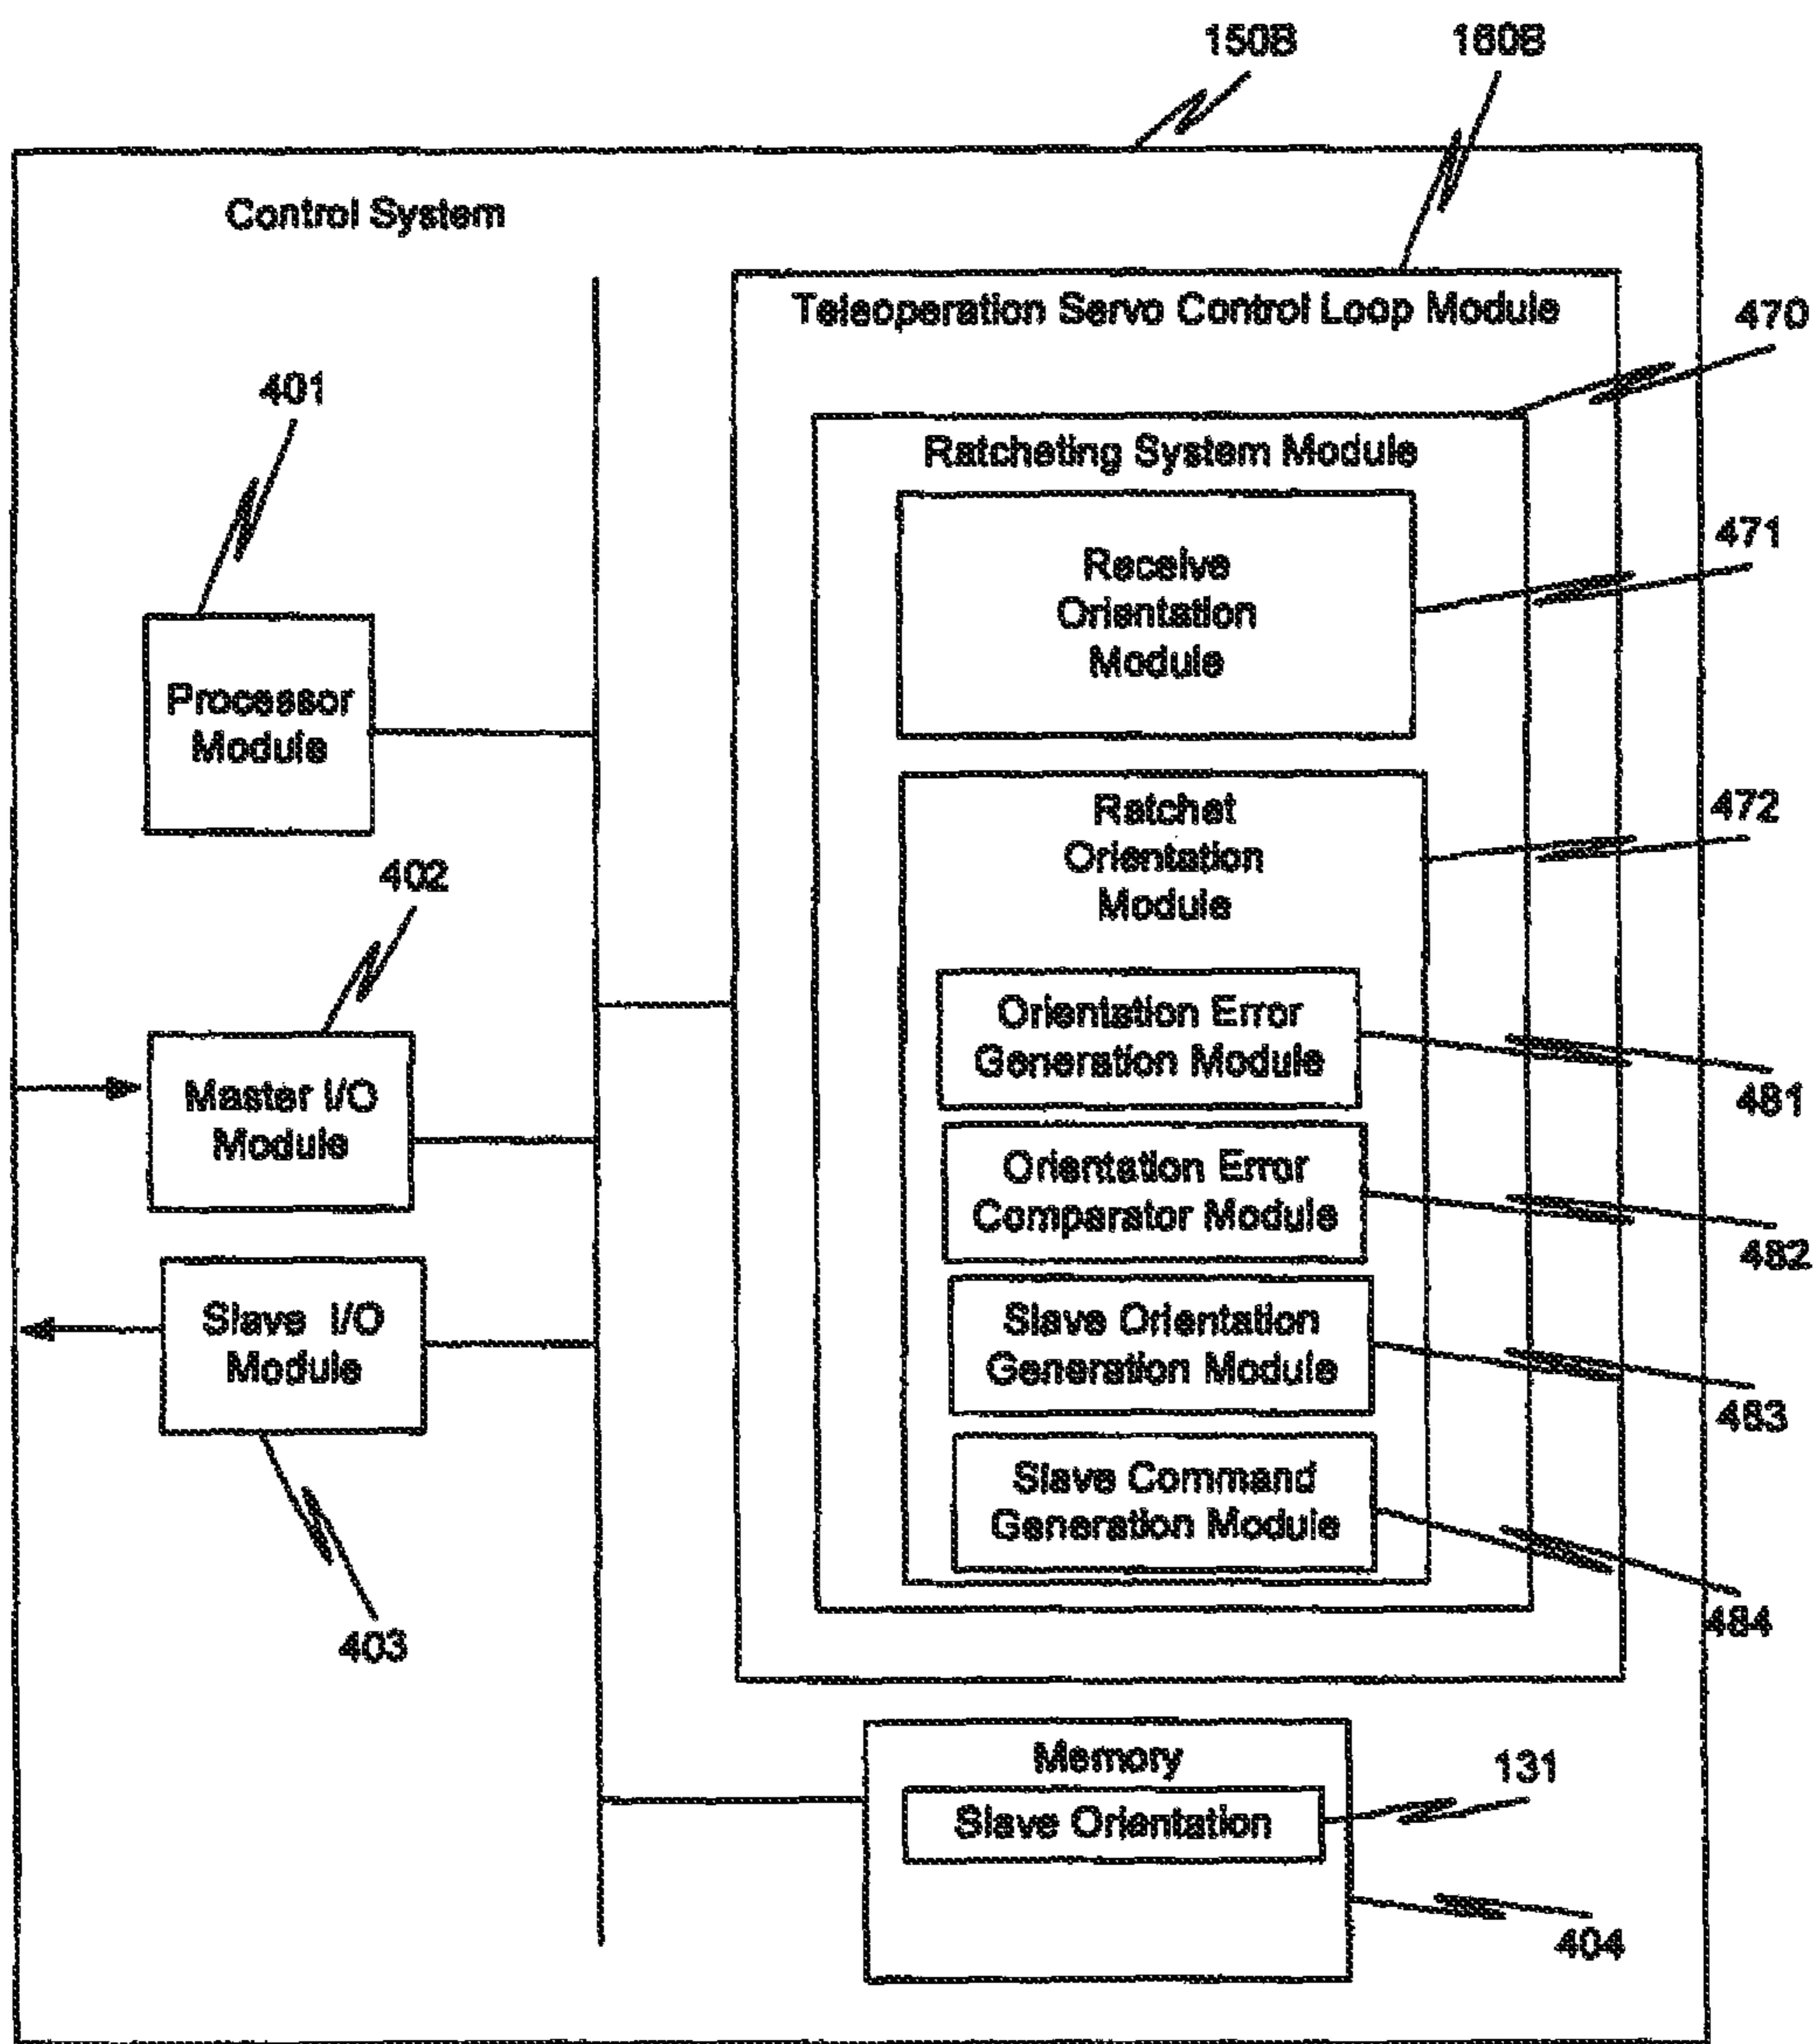 150B
160B
Control System
Teleoperation Servo Control Loop Module
470
401
Ratcheting System Module
471
Receive
Orientation
Module
Processor
Module
472
Ratchet
Orientation
Module
402
Orientation Error
Generation Module
481
Master I/O
Module
Orientation Error
Comparator Module
482
Slave I/O
Module
Slave Orientation
Generation Module
483
Slave Command
Generation Module
484
403
Memory
131
Slave Orientation
404